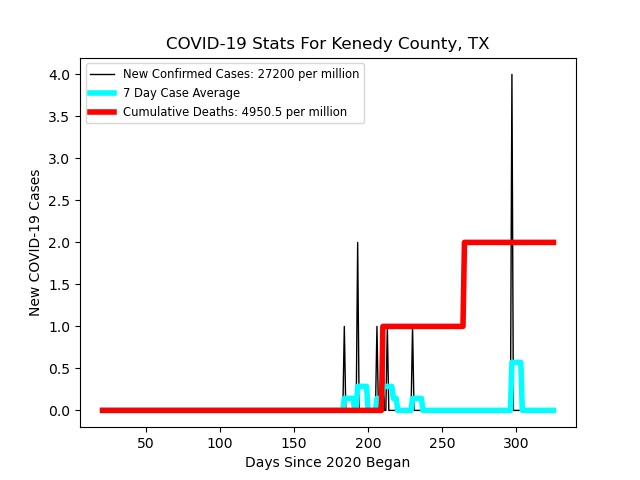 COVID-19 Stats For Kenedy County, TX
New Confirmed Cases: 27200 per million
7 Day Case Average
Cumulative Deaths: 4950.5 per million
New COVID-19 Cases
4.0
3.5
3.0
2.5
2.0
1.5
1.0
0.5
0.0
50 100 150 200 250 300
Days Since 2020 Began